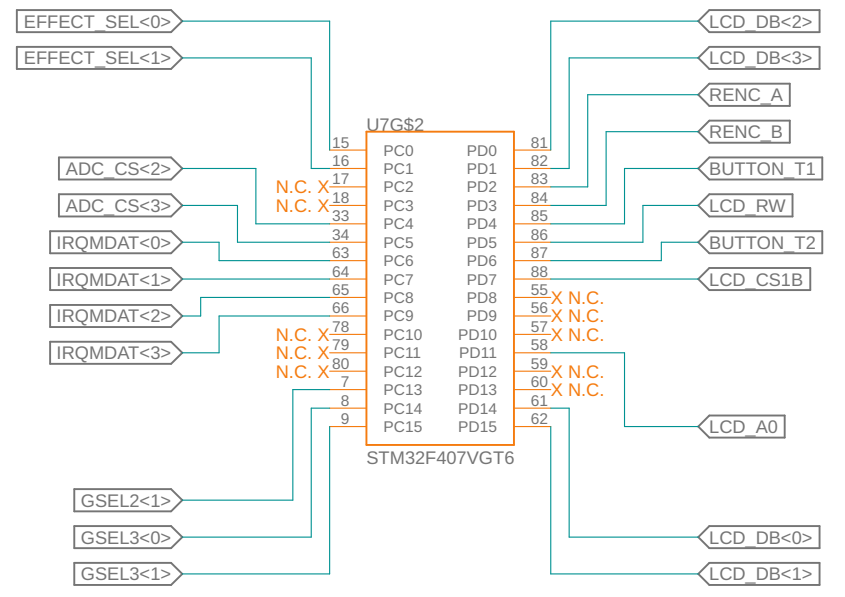 EFFECT_SEL<0>
LCD_DB<2>
EFFECT_SEL<1>
LCD_DB<3>
RENC_A
U7G$2
RENC_B
15 PC0 PD0 81
16 PC1 PD1 82
ADC_CS<2>
BUTTON_T1
N.C. X 17 PC2 PD2 83
N.C. X 18 PC3 PD3 84
ADC_CS<3>
LCD_RW
33 PC4 PD4 85
34 PC5 PD5 86
IRQMDAT<0>
BUTTON_T2
63 PC6 PD6 87
64 PC7 PD7 88
IRQMDAT<1>
LCD_CS1B
65 PC8 PD8 55 X N.C.
66 PC9 PD9 56 X N.C.
IRQMDAT<2>
N.C. X 78 PC10 PD10 57 X N.C.
N.C. X 79 PC11 PD11 58
IRQMDAT<3>
N.C. X 80 PC12 PD12 59 X N.C.
7 PC13 PD13 60 X N.C.
8 PC14 PD14 61
9 PC15 PD15 62
LCD_A0
STM32F407VGT6
GSEL2<1>
GSEL3<0>
LCD_DB<0>
GSEL3<1>
LCD_DB<1>